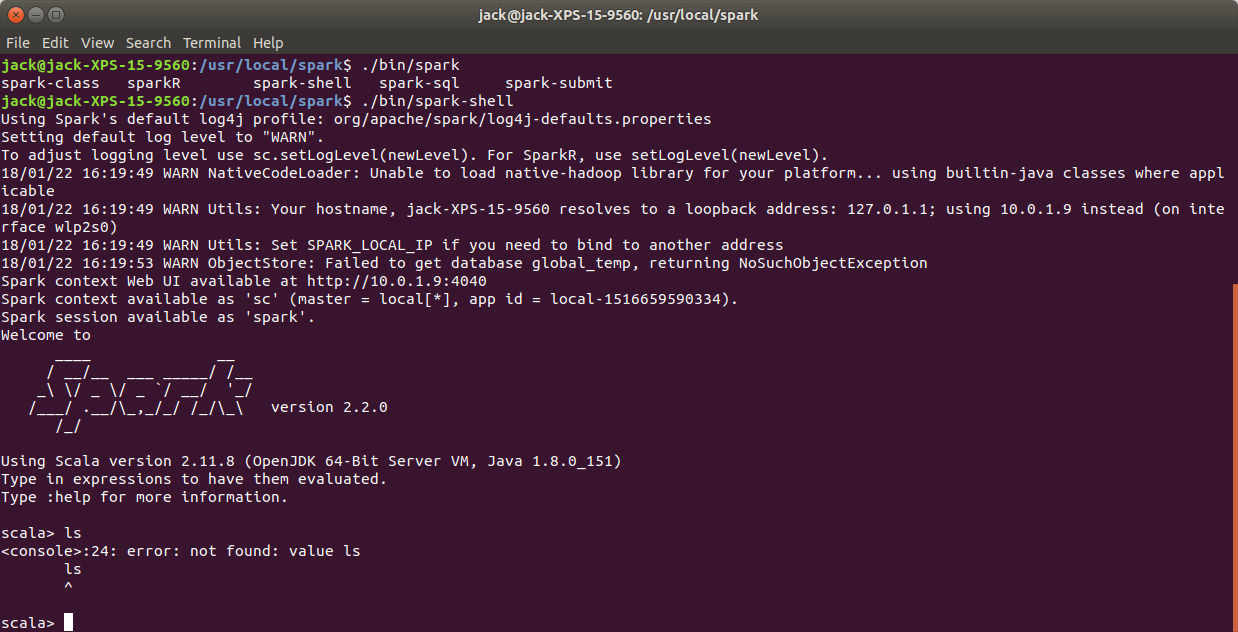 jack@jack-XPS-15-9560: /usr/local/spark
File Edit View Search Terminal Help
jack@jack-XPS-15-9560:/usr/local/spark$ ./bin/spark
spark-class   sparkR        spark-shell   spark-sql     spark-submit
jack@jack-XPS-15-9560:/usr/local/spark$ ./bin/spark-shell
Using Spark's default log4j profile: org/apache/spark/log4j-defaults.properties
Setting default log level to "WARN".
To adjust logging level use sc.setLogLevel(newLevel). For SparkR, use setLogLevel(newLevel).
18/01/22 16:19:49 WARN NativeCodeLoader: Unable to load native-hadoop library for your platform... using builtin-java classes where appl
icable
18/01/22 16:19:49 WARN Utils: Your hostname, jack-XPS-15-9560 resolves to a loopback address: 127.0.1.1; using 10.0.1.9 instead (on inte
rface wlp2s0)
18/01/22 16:19:49 WARN Utils: Set SPARK_LOCAL_IP if you need to bind to another address
18/01/22 16:19:53 WARN ObjectStore: Failed to get database global_temp, returning NoSuchObjectException
Spark context Web UI available at http://10.0.1.9:4040
Spark context available as 'sc' (master = local[*], app id = local-1516659590334).
Spark session available as 'spark'.
Welcome to
      ____              __
     / __/__  ___ _____/ /__
    _\ \/ _ \/ _ `/ __/  '_/
   /___/ .__/\_,_/_/ /_/\_\   version 2.2.0
      /_/
Using Scala version 2.11.8 (OpenJDK 64-Bit Server VM, Java 1.8.0_151)
Type in expressions to have them evaluated.
Type :help for more information.
scala> ls
<console>:24: error: not found: value ls
       ls
       ^
scala>